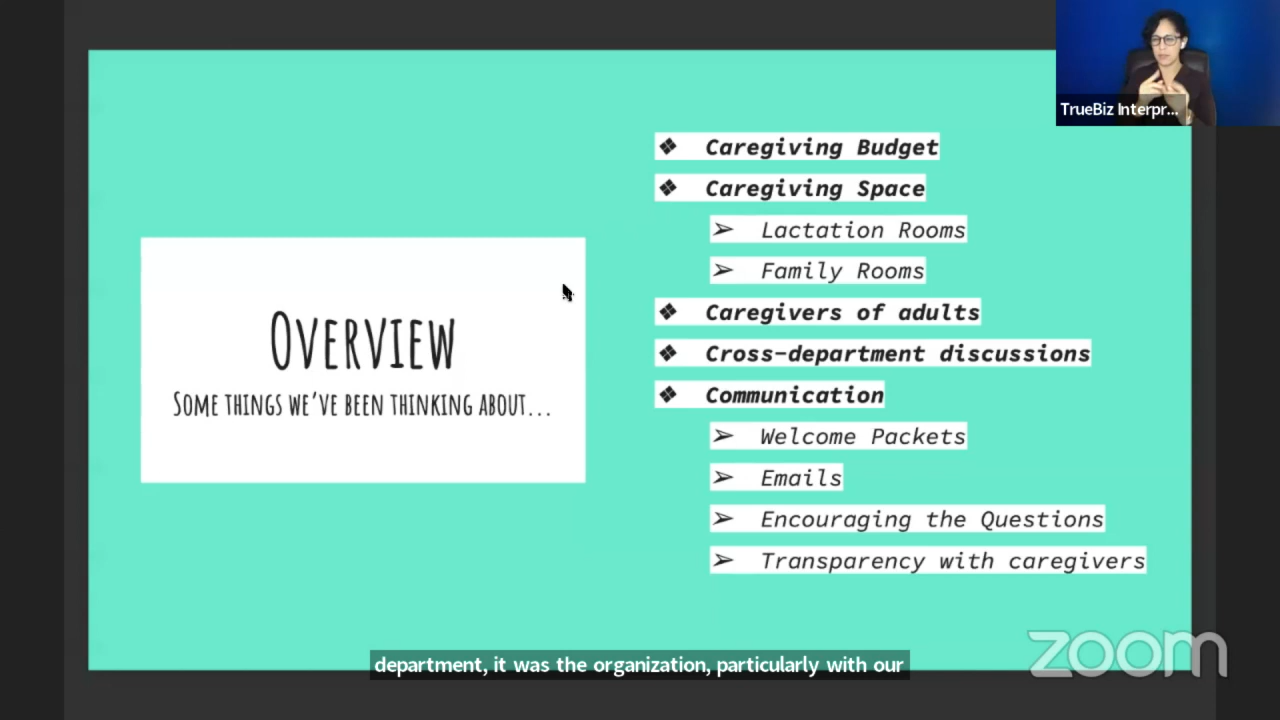 TrueBiz Interpr...
❖ Caregiving Budget
❖ Caregiving Space
➢ Lactation Rooms
➢ Family Rooms
❖ Caregivers of adults
❖ Cross-department discussions
❖ Communication
➢ Welcome Packets
➢ Emails
➢ Encouraging the Questions
➢ Transparency with caregivers
Overview
Some things we've been thinking about...
department, it was the organization, particularly with our
zoom